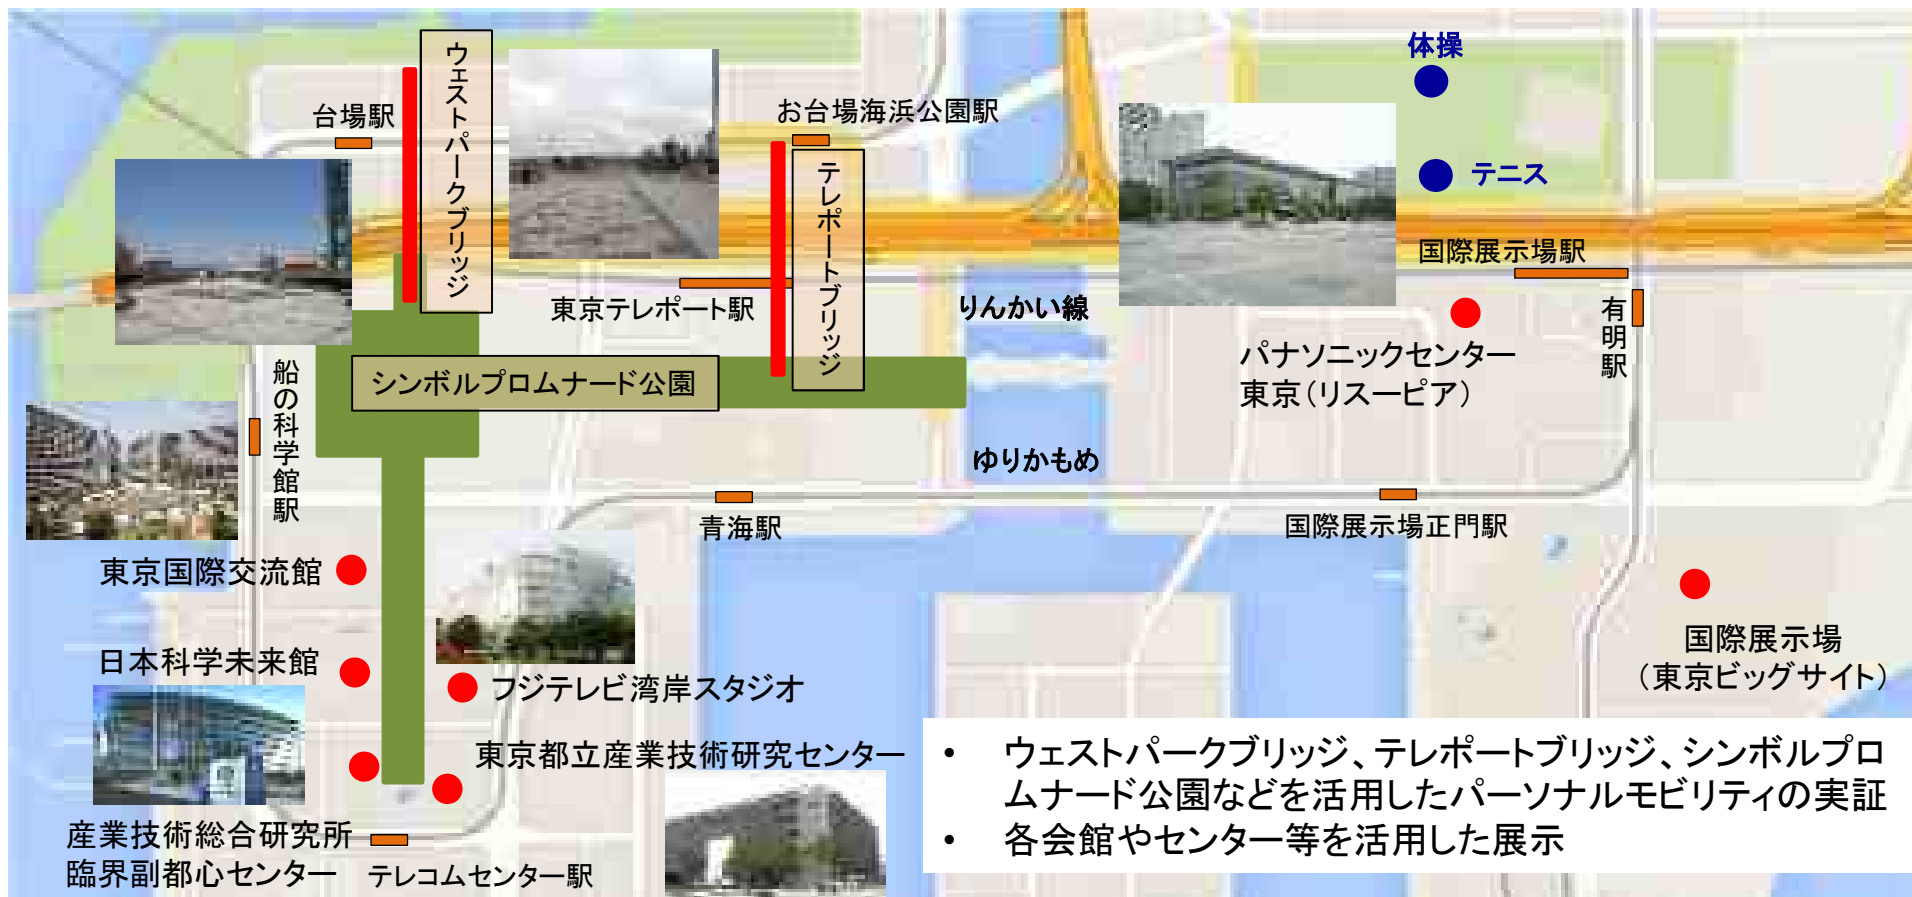 体操
ウェストパークブリッジ
台場駅
お台場海浜公園駅
テレポートブリッジ
テニス
国際展示場駅
東京テレポート駅
りんかい線
有明駅
パナソニックセンター
東京（リスーピア）
シンボルプロムナード公園
船の科学館駅
ゆりかもめ
青海駅
国際展示場正門駅
東京国際交流館
国際展示場
（東京ビッグサイト）
日本科学未来館
フジテレビ湾岸スタジオ
東京都立産業技術研究センター
産業技術総合研究所
臨界副都心センター
テレコムセンター駅
• ウェストパークブリッジ、テレポートブリッジ、シンボルプロ
ムナード公園などを活用したパーソナルモビリティの実証
• 各会館やセンター等を活用した展示